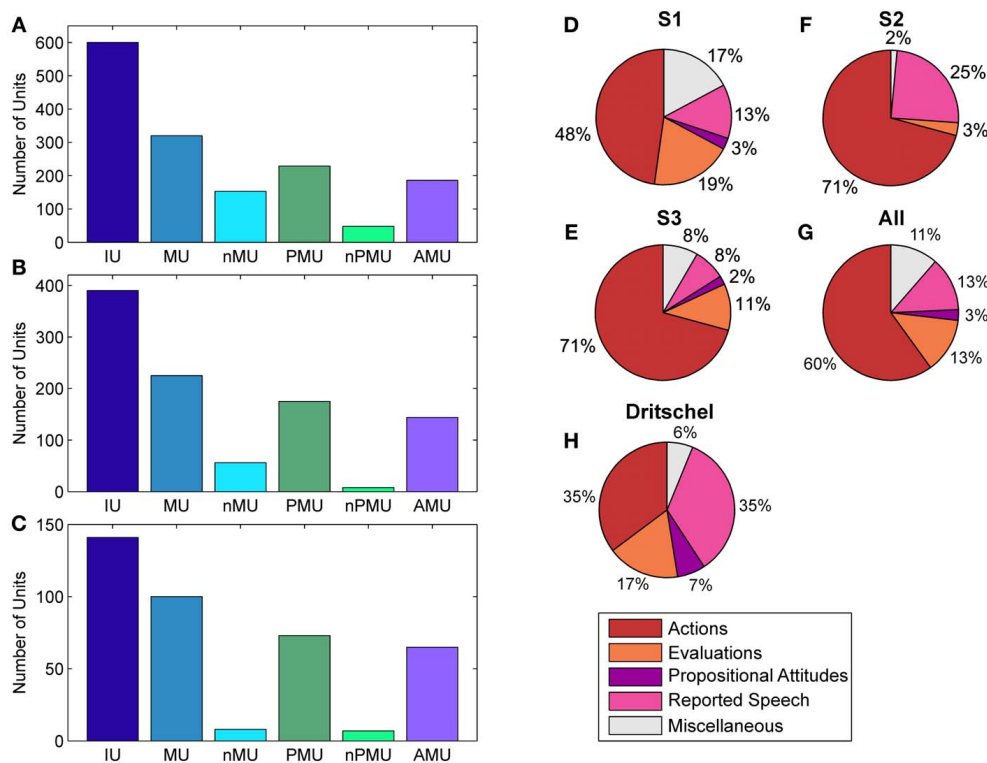 A
Number of Units
600
500
400
300
200
100
0
IU MU nMU PMU nPMU AMU
B
Number of Units
400
300
200
100
0
IU MU nMU PMU nPMU AMU
C
Number of Units
150
100
50
0
IU MU nMU PMU nPMU AMU
D
S1
17%
13%
3%
19%
48%
F
S2
2%
25%
3%
71%
E
S3
8%
8%
2%
11%
71%
G
All
11%
13%
3%
13%
60%
H
Dritschel
6%
35%
7%
17%
35%
Actions
Evaluations
Propositional Attitudes
Reported Speech
Miscellaneous